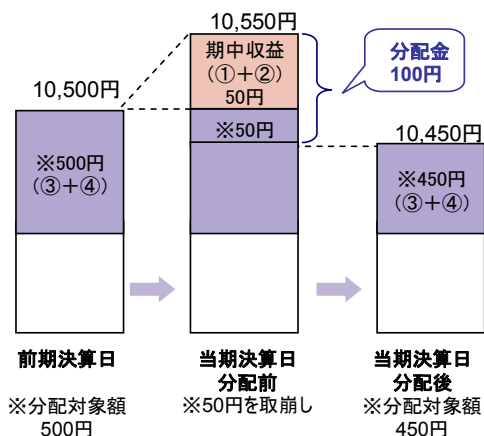 10,550円
期中収益
(①+②)
50円
分配金
100円
10,500円
※50円
10,450円
※500円
(③+④)
※450円
(③+④)
前期決算日
当期決算日
分配前
当期決算日
分配後
※分配対象額
500円
※50円を取崩し
※分配対象額
450円